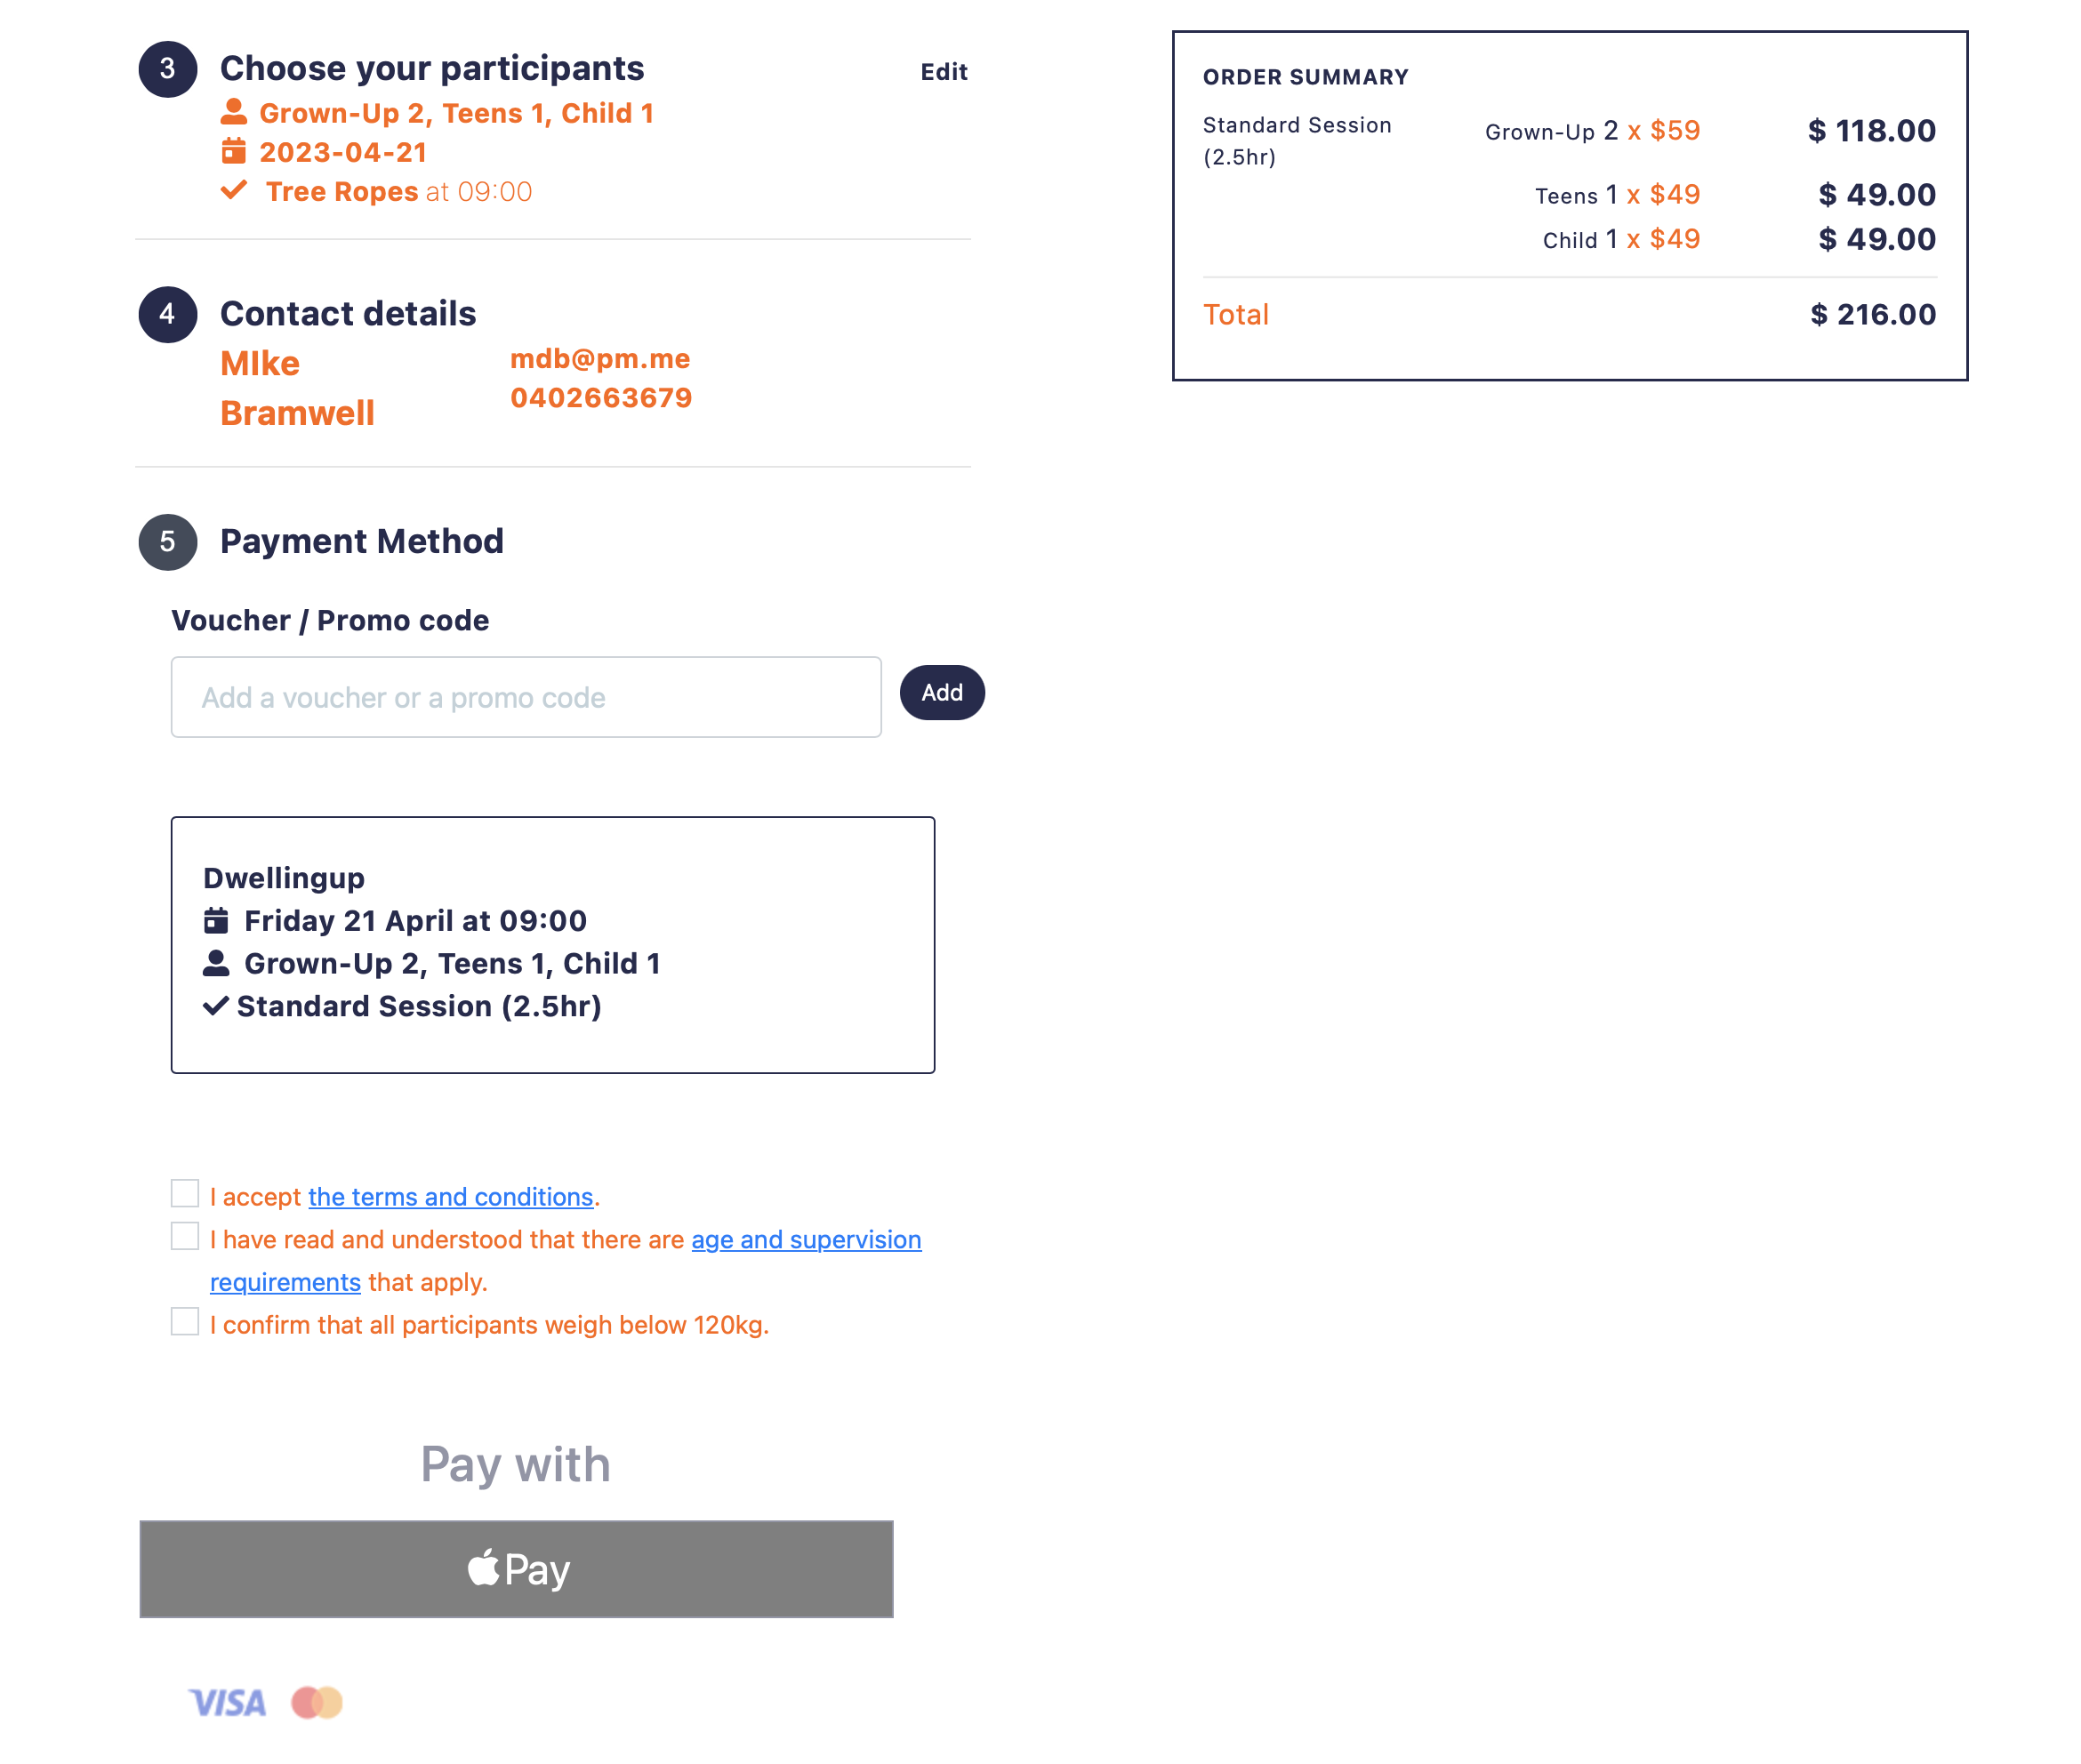 3 Choose your participants Edit
Grown-Up 2, Teens 1, Child 1
2023-04-21
Tree Ropes at 09:00
4 Contact details
MIke
Bramwell
mdb@pm.me
0402663679
5 Payment Method
Voucher / Promo code
Add a voucher or a promo code Add
Dwellingup
Friday 21 April at 09:00
Grown-Up 2, Teens 1, Child 1
Standard Session (2.5hr)
I accept the terms and conditions.
I have read and understood that there are age and supervision
requirements that apply.
I confirm that all participants weigh below 120kg.
Pay with
Pay
VISA
ORDER SUMMARY
Standard Session
(2.5hr)
Grown-Up 2 x $59 $ 118.00
Teens 1 x $49 $ 49.00
Child 1 x $49 $ 49.00
Total $ 216.00